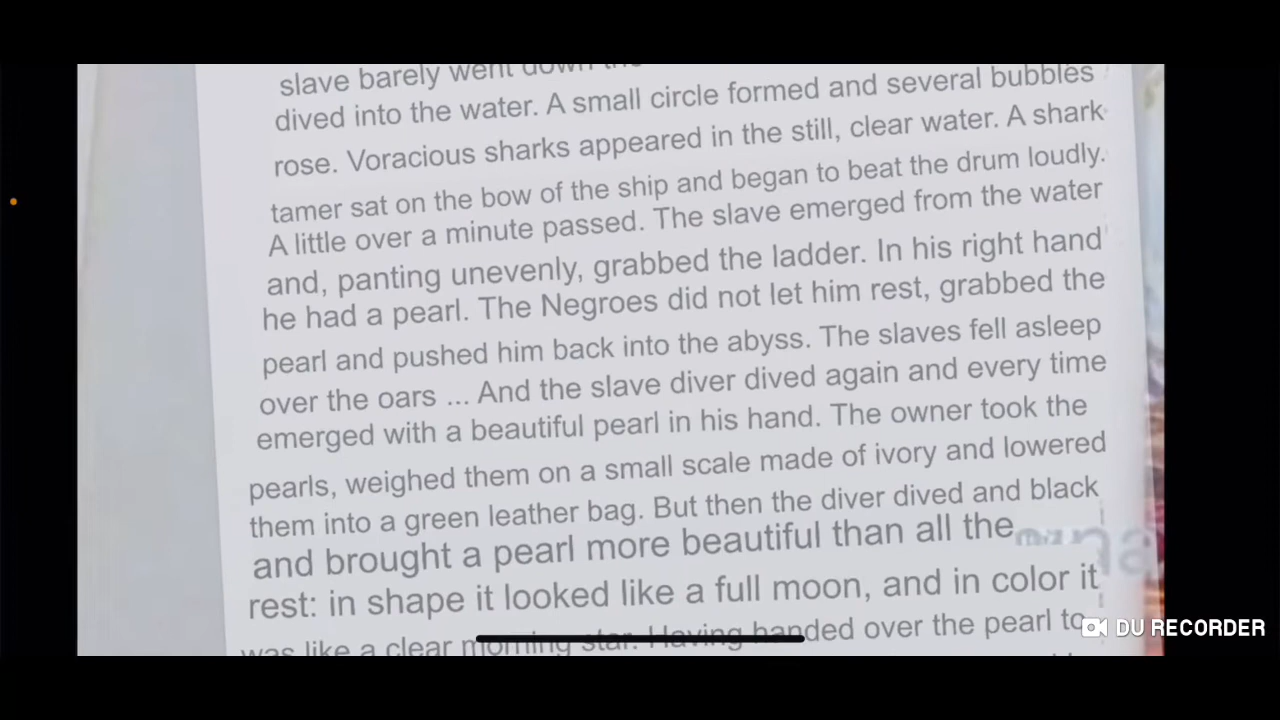 slave barely went down the
dived into the water. A small circle formed and several bubbles
rose. Voracious sharks appeared in the still, clear water. A shark
tamer sat on the bow of the ship and began to beat the drum loudly.
A little over a minute passed. The slave emerged from the water
and, panting unevenly, grabbed the ladder. In his right hand
he had a pearl. The Negroes did not let him rest, grabbed the
pearl and pushed him back into the abyss. The slaves fell asleep
over the oars ... And the slave diver dived again and every time
emerged with a beautiful pearl in his hand. The owner took the
pearls, weighed them on a small scale made of ivory and lowered
them into a green leather bag. But then the diver dived and black
and brought a pearl more beautiful than all the
rest: in shape it looked like a full moon, and in color it
was like a clear morning star. Having handed over the pearl to
DU RECORDER